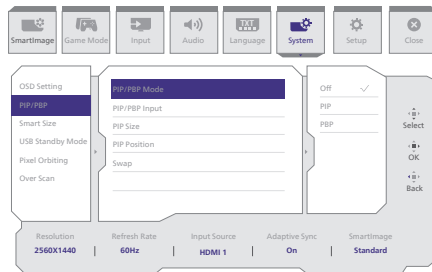 SmartImage
Game Mode
Input
Audio
TXT
Language
System
Setup
Close
OSD Setting
PIP/PBP
Smart Size
USB Standby Mode
Pixel Orbiting
Over Scan
PIP/PBP Mode
PIP/PBP Input
PIP Size
PIP Position
Swap
Off
PIP
PBP
Select
OK
Back
Resolution
Refresh Rate
Input Source
Adaptive Sync
SmartImage
2560X1440
60Hz
HDMI 1
On
Standard